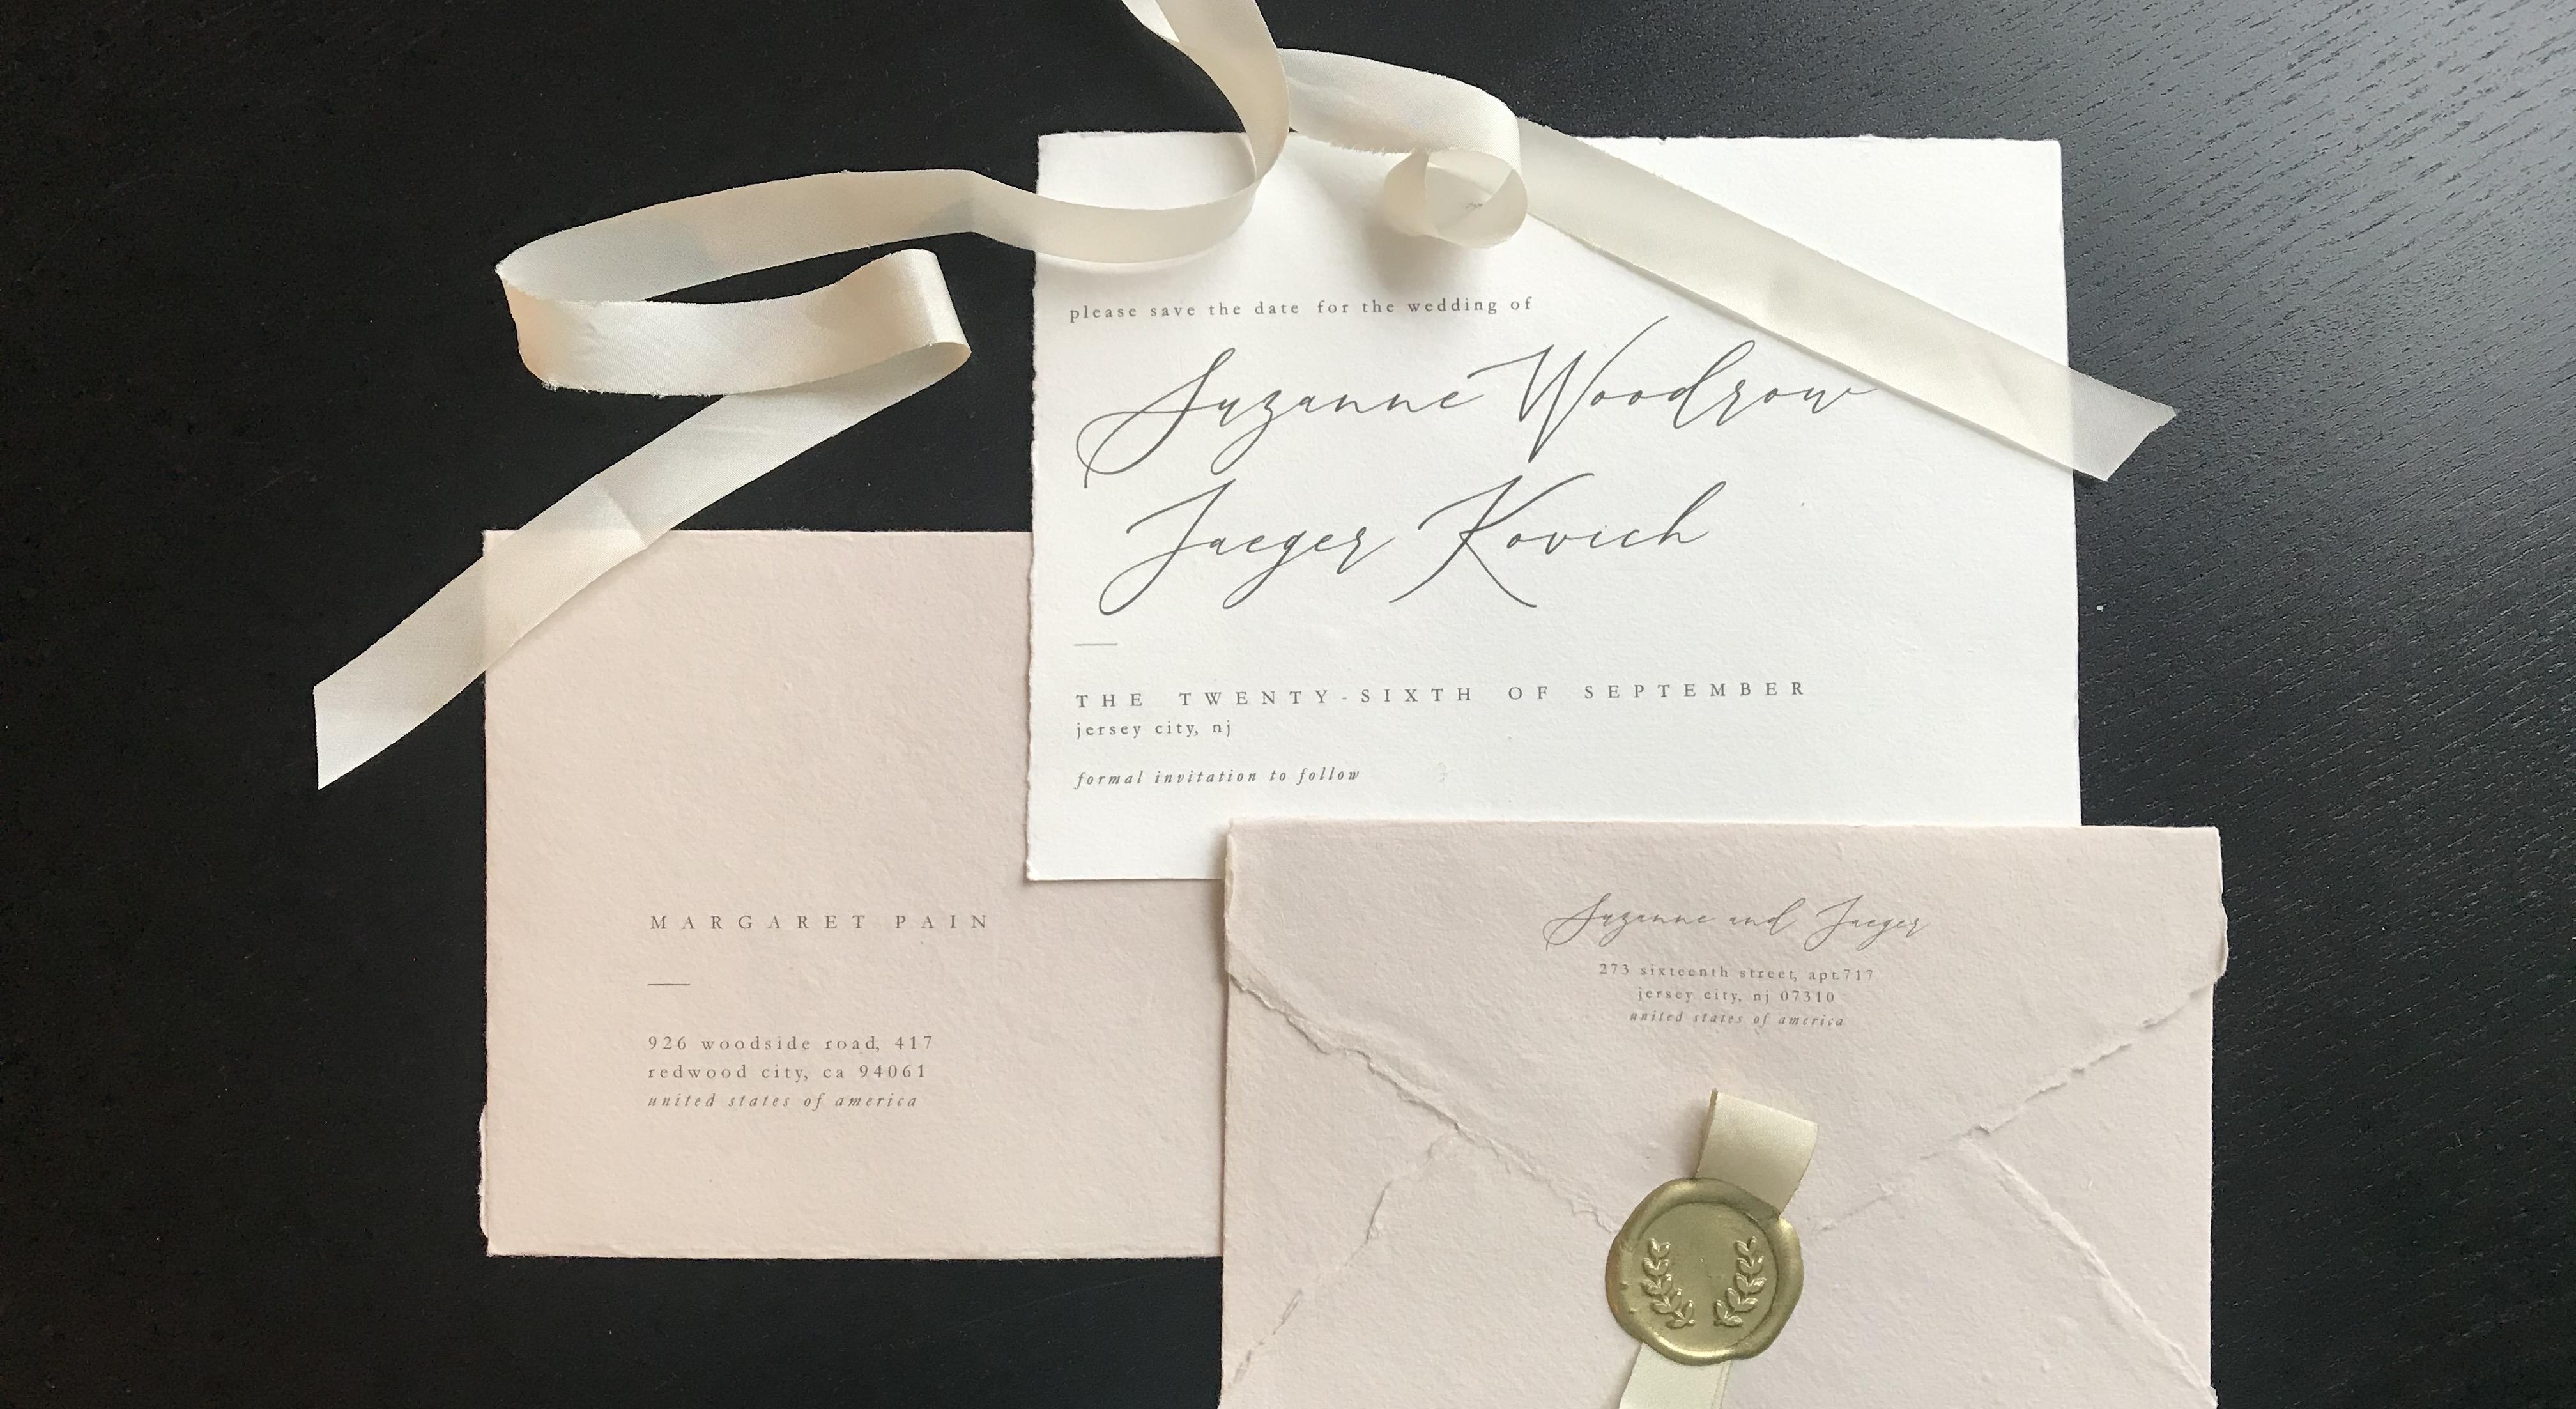 please save the date for the wedding of
Suzanne Woodrow
Jaeger Kovich
THE TWENTY-SIXTH OF SEPTEMBER
jersey city, nj
formal invitation to follow
MARGARET PAIN
926 woodside road, 417
redwood city, ca 94061
united states of america
Suzanne and Jaeger
273 sixteenth street, apt.717
jersey city, nj 07310
united states of america